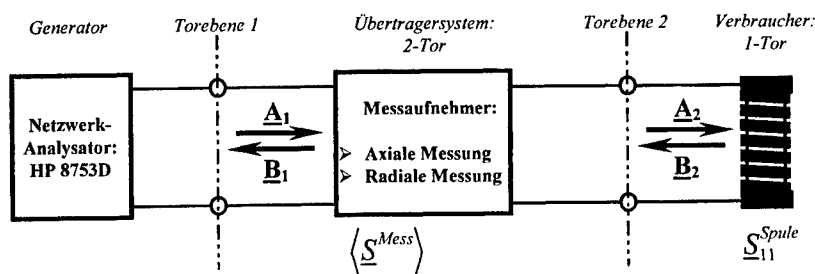 Generator
Torebene 1
Übertragersystem:
2-Tor
Torebene 2
Verbraucher:
1-Tor
Netzwerk-
Analysator:
HP 8753D
A1
B1
Messaufnehmer:
➢ Axiale Messung
➢ Radiale Messung
A2
B2
⟨S^Mess⟩
S11^Spule